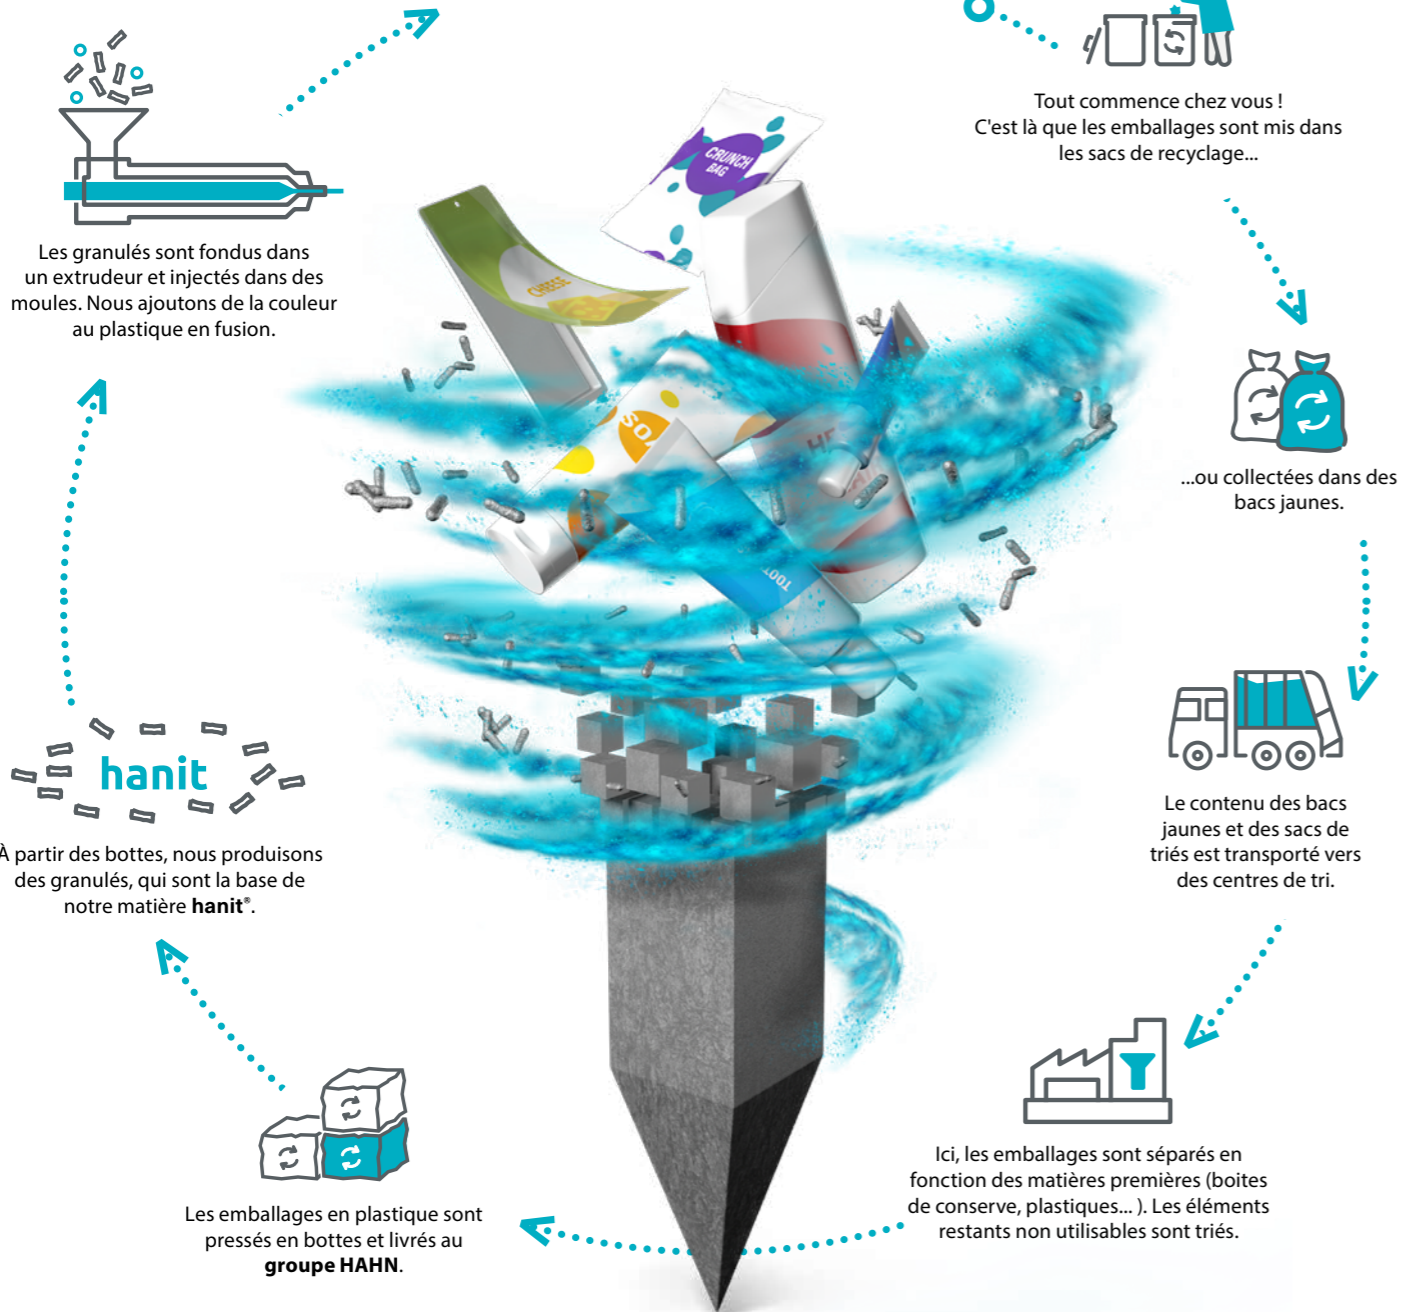 Tout commence chez vous !
C'est là que les emballages sont mis dans
les sacs de recyclage...
...ou collectées dans des
bacs jaunes.
Le contenu des bacs
jaunes et des sacs de
triés est transporté vers
des centres de tri.
Ici, les emballages sont séparés en
fonction des matières premières (boites
de conserve, plastiques... ). Les éléments
restants non utilisables sont triés.
Les emballages en plastique sont
pressés en bottes et livrés au
groupe HAHN.
hanit
À partir des bottes, nous produisons
des granulés, qui sont la base de
notre matière hanit®.
Les granulés sont fondus dans
un extrudeur et injectés dans des
moules. Nous ajoutons de la couleur
au plastique en fusion.
CRUNCH
BAG
CHEESE